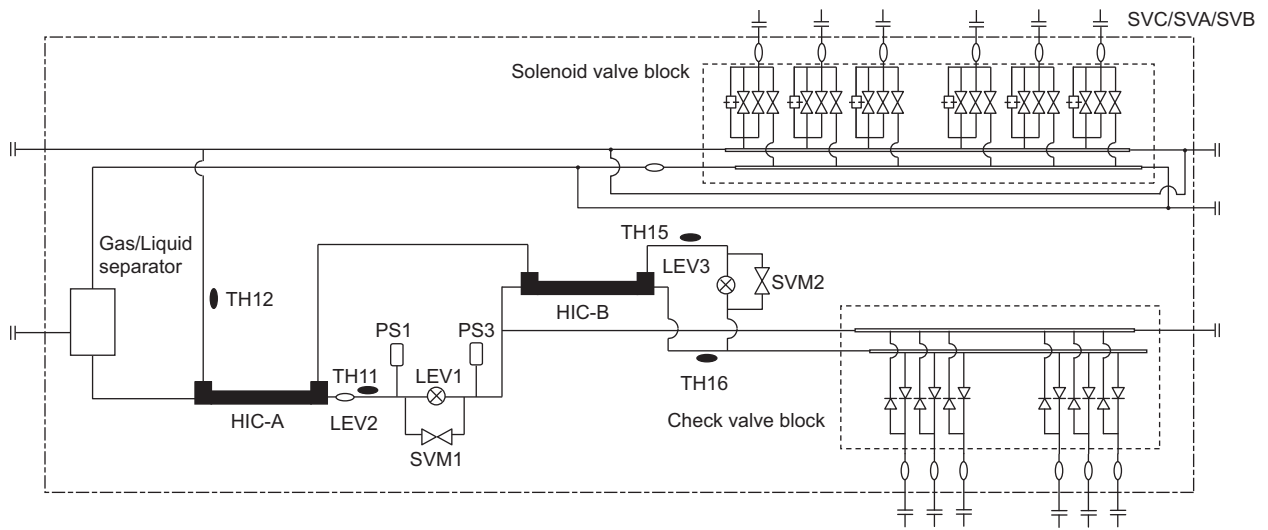 SVC/SVA/SVB
Solenoid valve block
TH15
Gas/Liquid
separator
LEV3
TH12
SVM2
HIC-B
PS1
PS3
TH11
LEV1
TH16
HIC-A
LEV2
Check valve block
SVM1